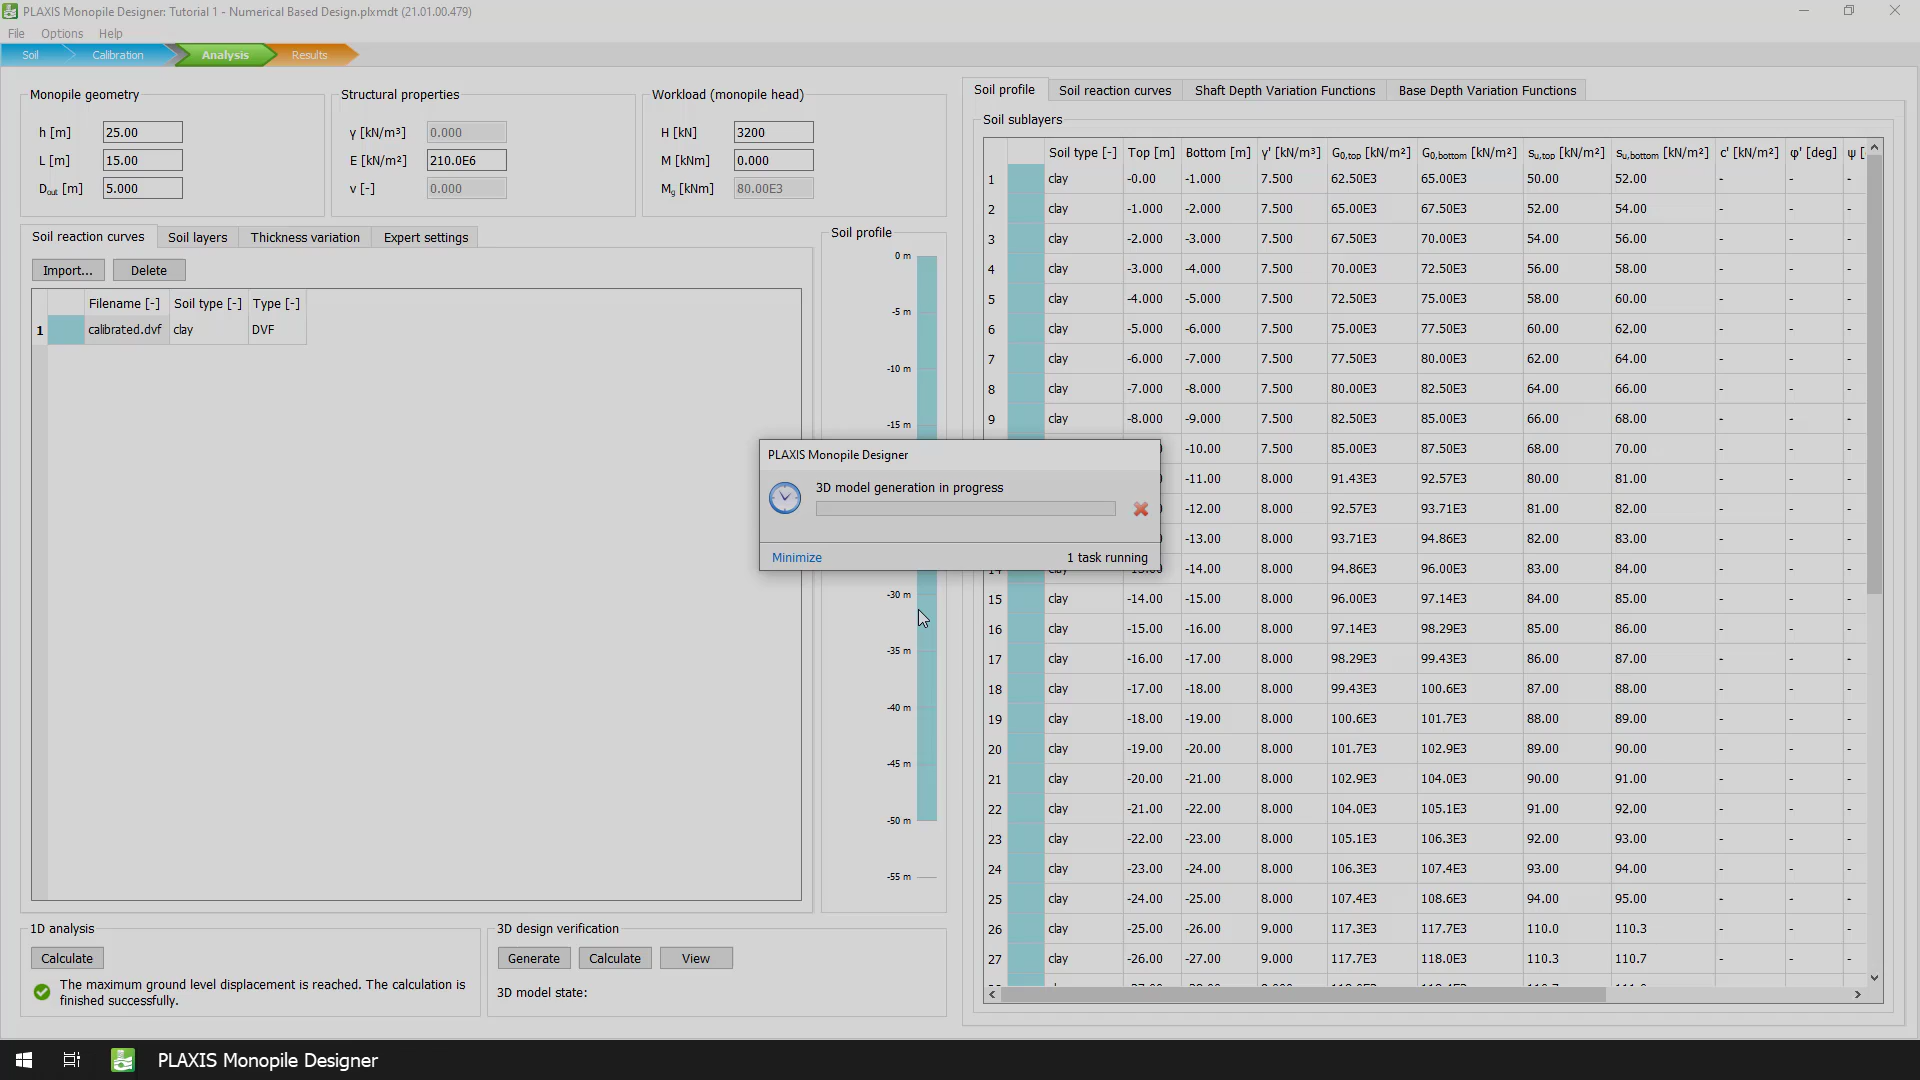 PLAXIS Monopile Designer: Tutorial 1 - Numerical Based Design.plxmdt (21.01.00.479)
File Options Help
Soil Calibration Analysis Results
Monopile geometry
h [m] 25.00
L [m] 15.00
Dout [m] 5.000
Structural properties
γ [kN/m³] 0.000
E [kN/m²] 210.0E6
ν [-] 0.000
Workload (monopile head)
H [kN] 3200
M [kNm] 0.000
Mg [kNm] 80.00E3
Soil reaction curves Soil layers Thickness variation Expert settings
Import... Delete
Filename [-] Soil type [-] Type [-]
1 calibrated.dvf clay DVF
Soil profile
0 m
-5 m
-10 m
-15 m
-30 m
-35 m
-40 m
-45 m
-50 m
-55 m
1D analysis
Calculate
The maximum ground level displacement is reached. The calculation is
finished successfully.
3D design verification
Generate Calculate View
3D model state:
PLAXIS Monopile Designer
3D model generation in progress
Minimize 1 task running
Soil profile Soil reaction curves Shaft Depth Variation Functions Base Depth Variation Functions
Soil sublayers
Soil type [-] Top [m] Bottom [m] γ' [kN/m³] G0,top [kN/m²] G0,bottom [kN/m²] su,top [kN/m²] su,bottom [kN/m²] c' [kN/m²] φ' [deg] ψ [
1 clay -0.00 -1.000 7.500 62.50E3 65.00E3 50.00 52.00 - - -
2 clay -1.000 -2.000 7.500 65.00E3 67.50E3 52.00 54.00 - - -
3 clay -2.000 -3.000 7.500 67.50E3 70.00E3 54.00 56.00 - - -
4 clay -3.000 -4.000 7.500 70.00E3 72.50E3 56.00 58.00 - - -
5 clay -4.000 -5.000 7.500 72.50E3 75.00E3 58.00 60.00 - - -
6 clay -5.000 -6.000 7.500 75.00E3 77.50E3 60.00 62.00 - - -
7 clay -6.000 -7.000 7.500 77.50E3 80.00E3 62.00 64.00 - - -
8 clay -7.000 -8.000 7.500 80.00E3 82.50E3 64.00 66.00 - - -
9 clay -8.000 -9.000 7.500 82.50E3 85.00E3 66.00 68.00 - - -
-10.00 7.500 85.00E3 87.50E3 68.00 70.00 - - -
-11.00 8.000 91.43E3 92.57E3 80.00 81.00 - - -
-12.00 8.000 92.57E3 93.71E3 81.00 82.00 - - -
-13.00 8.000 93.71E3 94.86E3 82.00 83.00 - - -
14 clay -13.00 -14.00 8.000 94.86E3 96.00E3 83.00 84.00 - - -
15 clay -14.00 -15.00 8.000 96.00E3 97.14E3 84.00 85.00 - - -
16 clay -15.00 -16.00 8.000 97.14E3 98.29E3 85.00 86.00 - - -
17 clay -16.00 -17.00 8.000 98.29E3 99.43E3 86.00 87.00 - - -
18 clay -17.00 -18.00 8.000 99.43E3 100.6E3 87.00 88.00 - - -
19 clay -18.00 -19.00 8.000 100.6E3 101.7E3 88.00 89.00 - - -
20 clay -19.00 -20.00 8.000 101.7E3 102.9E3 89.00 90.00 - - -
21 clay -20.00 -21.00 8.000 102.9E3 104.0E3 90.00 91.00 - - -
22 clay -21.00 -22.00 8.000 104.0E3 105.1E3 91.00 92.00 - - -
23 clay -22.00 -23.00 8.000 105.1E3 106.3E3 92.00 93.00 - - -
24 clay -23.00 -24.00 8.000 106.3E3 107.4E3 93.00 94.00 - - -
25 clay -24.00 -25.00 8.000 107.4E3 108.6E3 94.00 95.00 - - -
26 clay -25.00 -26.00 9.000 117.3E3 117.7E3 110.0 110.3 - - -
27 clay -26.00 -27.00 9.000 117.7E3 118.0E3 110.3 110.7 - - -
PLAXIS Monopile Designer